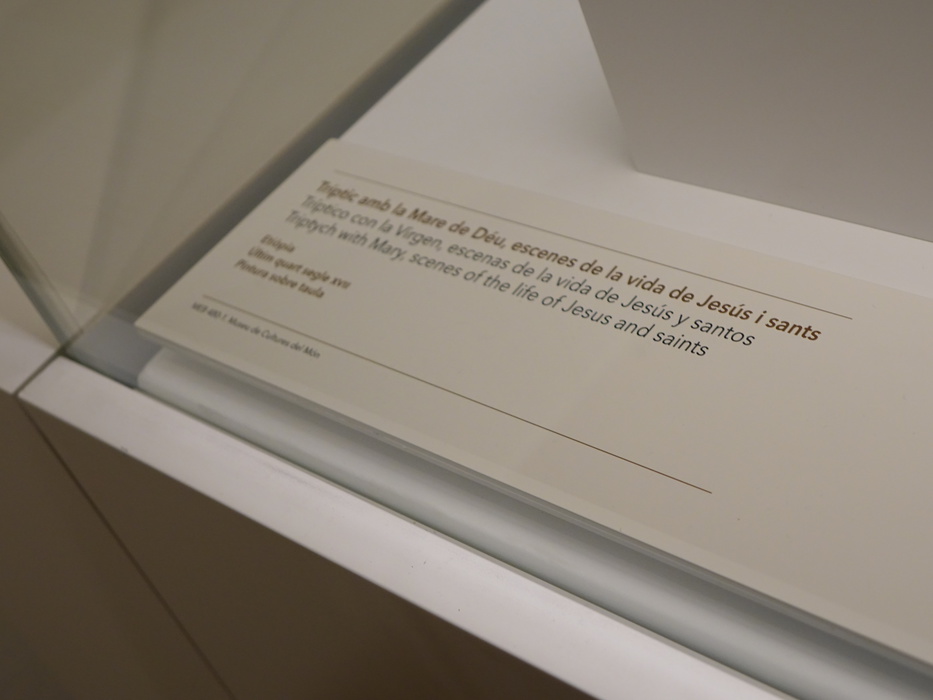 Tríptic amb la Mare de Déu, escenes de la vida de Jesús i sants
Tríptico con la Virgen, escenas de la vida de Jesús y santos
Triptych with Mary, scenes of the life of Jesus and saints
Etiòpia
Últim quart segle XVII
Pintura sobre taula
Museu de Cultures del Món